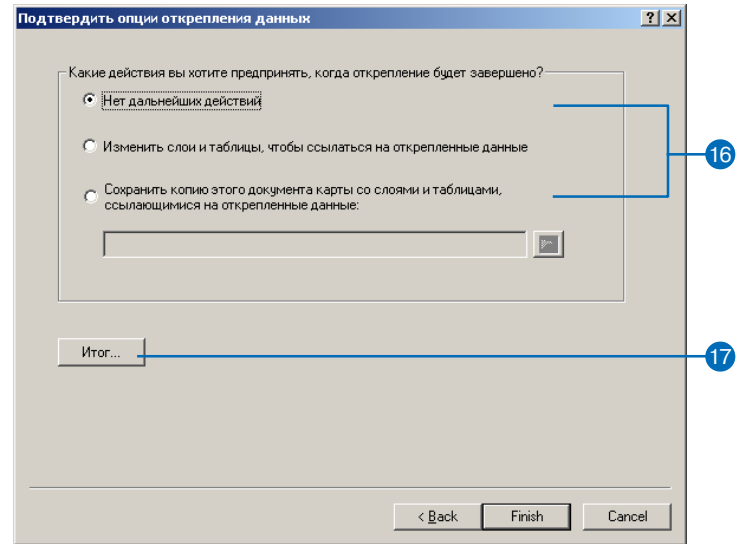 Подтвердить опции открепления данных
Какие действия вы хотите предпринять, когда открепление будет завершено?
Нет дальнейших действий
16
Изменить слои и таблицы, чтобы ссылаться на открепленные данные
Сохранить копию этого документа карты со слоями и таблицами,
ссылающимися на открепленные данные:
Итог...
17
< Back
Finish
Cancel